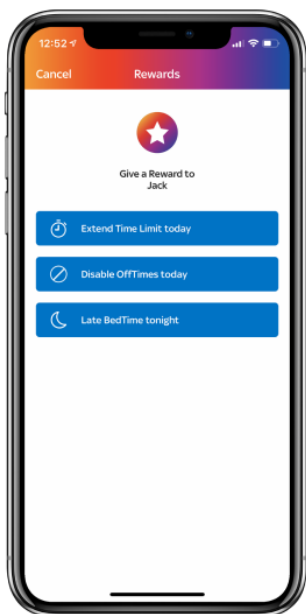 12:52
Cancel Rewards
Give a Reward to
Jack
Extend Time Limit today
Disable OffTimes today
Late BedTime tonight